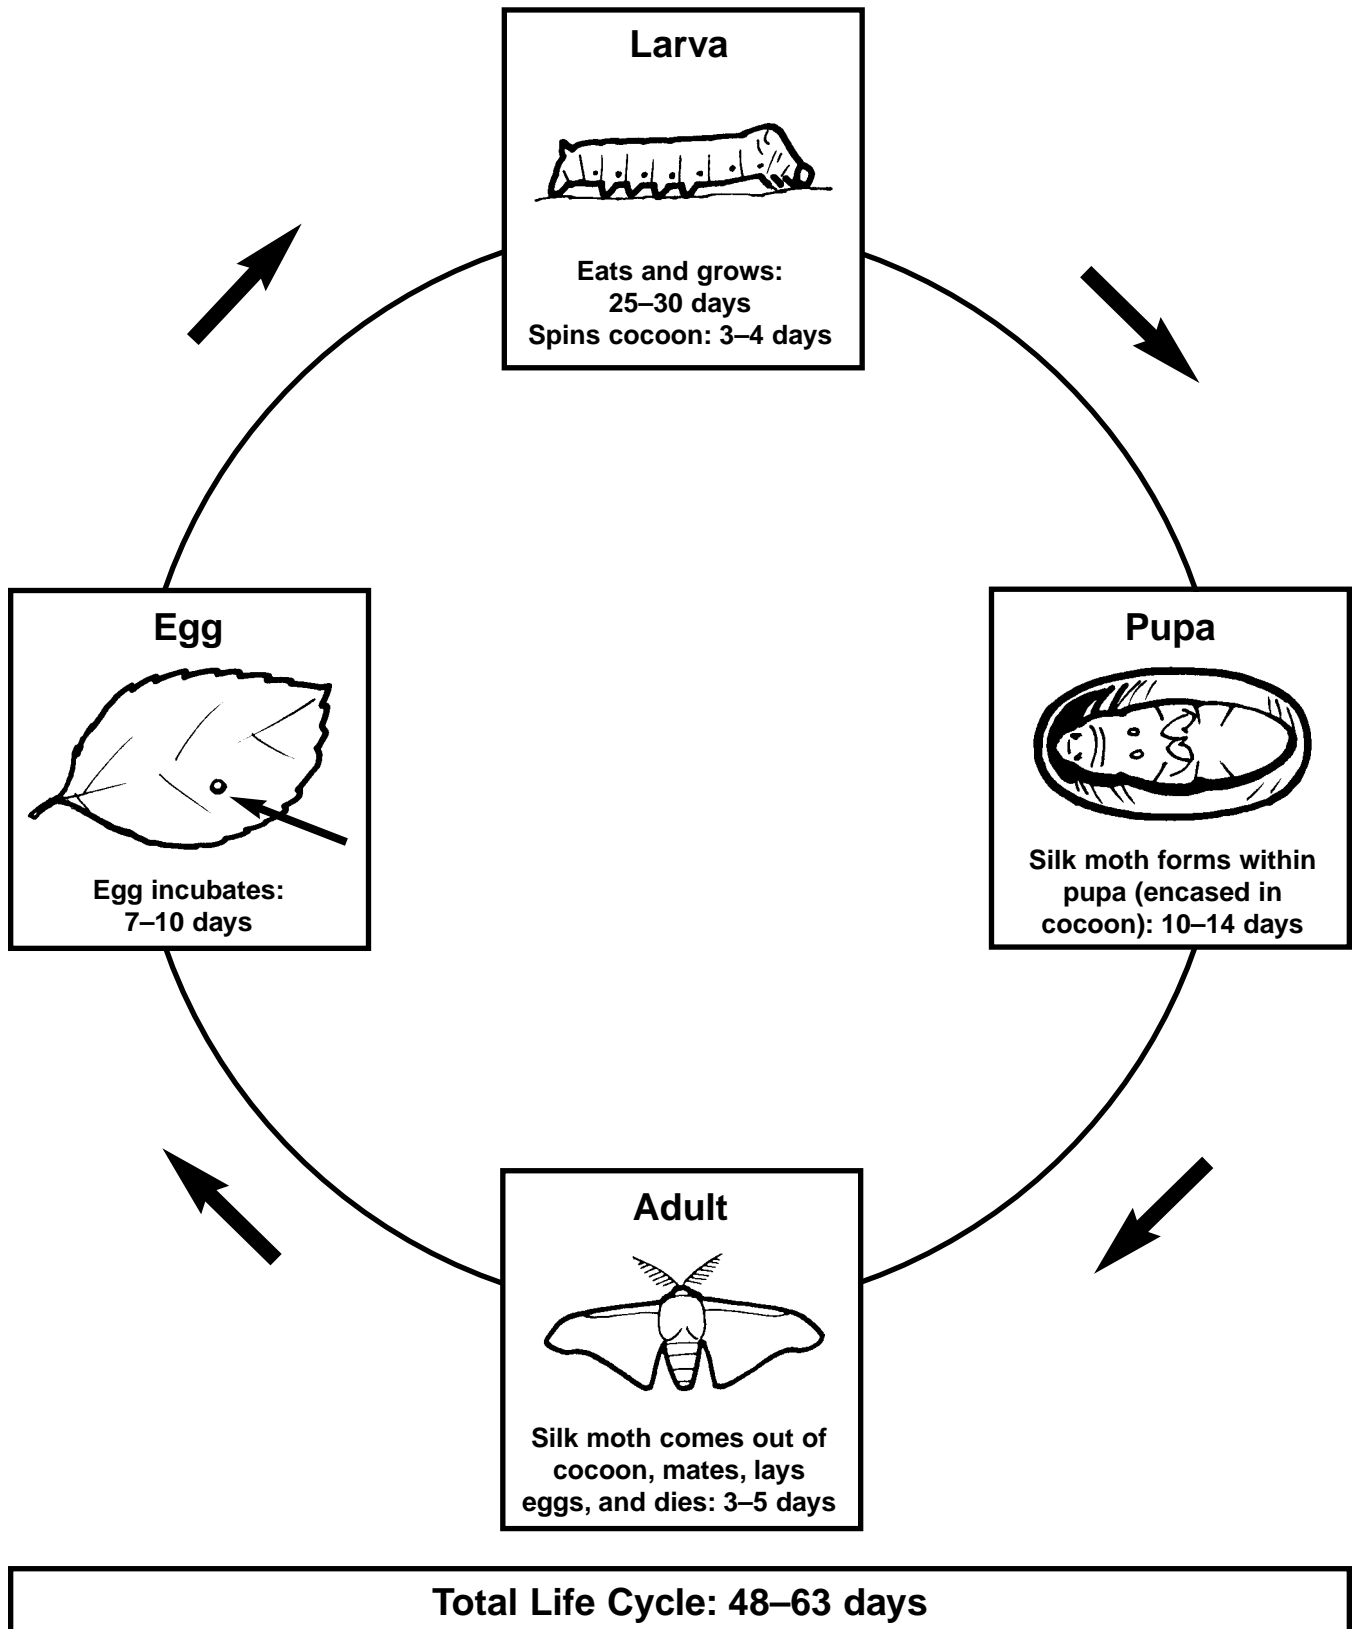 Larva
Eats and grows:
25–30 days
Spins cocoon: 3–4 days
Egg
Egg incubates:
7–10 days
Pupa
Silk moth forms within
pupa (encased in
cocoon): 10–14 days
Adult
Silk moth comes out of
cocoon, mates, lays
eggs, and dies: 3–5 days
Total Life Cycle: 48–63 days